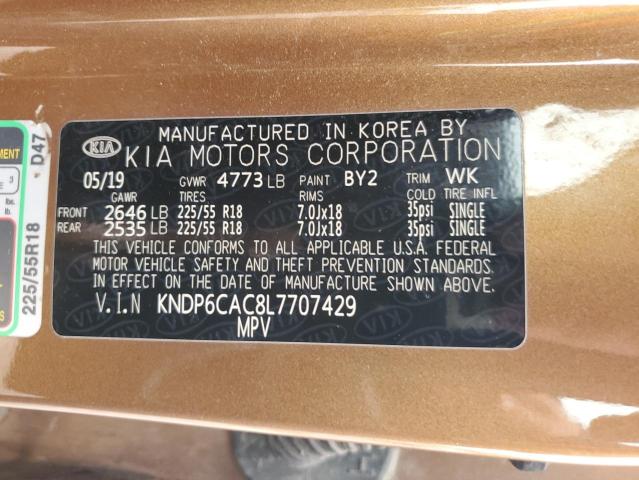 MANUFACTURED IN KOREA BY
KIA KIA MOTORS CORPORATION
05/19 GVWR 4773 LB PAINT BY2 TRIM WK
GAWR TIRES RIMS COLD TIRE INFL
FRONT 2646 LB 225/55 R18 7.0Jx18 35psi SINGLE
REAR 2535 LB 225/55 R18 7.0Jx18 35psi SINGLE
THIS VEHICLE CONFORMS TO ALL APPLICABLE U.S.A. FEDERAL
MOTOR VEHICLE SAFETY AND THEFT PREVENTION STANDARDS
IN EFFECT ON THE DATE OF MANUFACTURE SHOWN ABOVE.
V.I.N KNDP6CAC8L7707429
MPV
D47
225/55R18